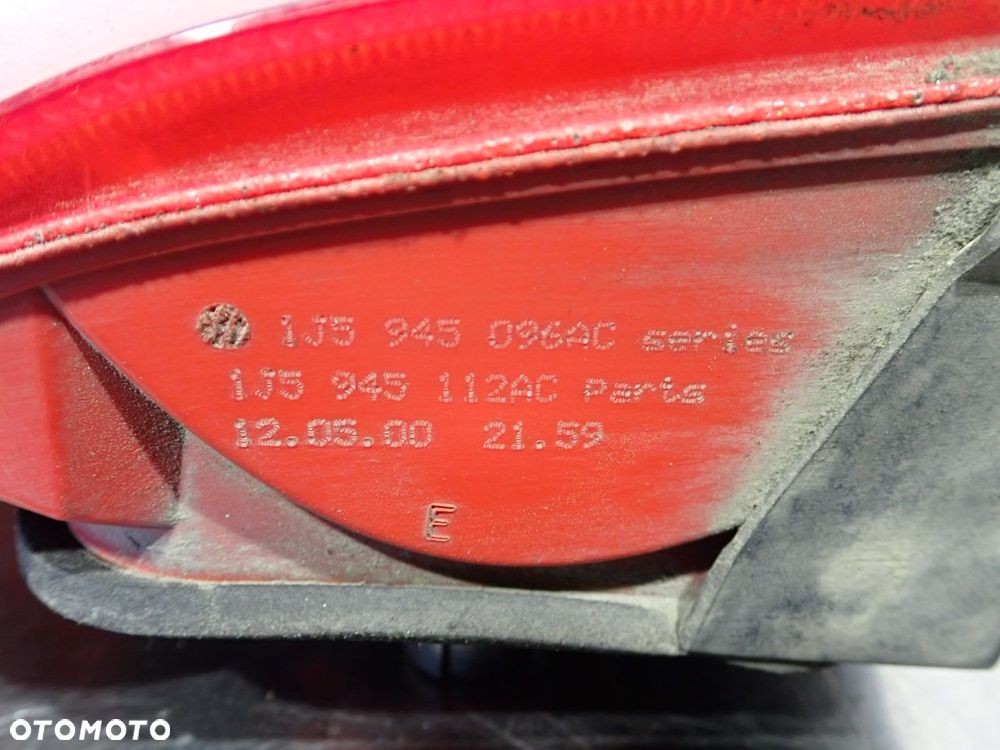 1J5 945 096AC series
1J5 945 112AC Parts
12.05.00 21.59
E
OTOMOTO